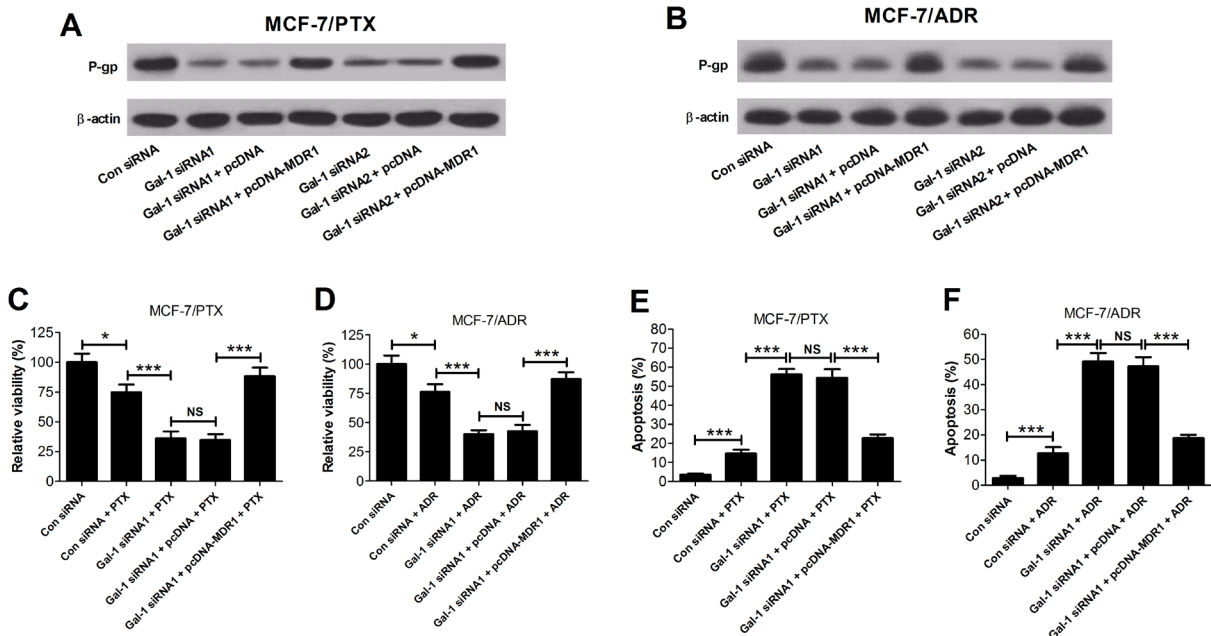 A
MCF-7/PTX
P-gp
β-actin
Con siRNA
Gal-1 siRNA1
Gal-1 siRNA1 + pcDNA
Gal-1 siRNA1 + pcDNA-MDR1
Gal-1 siRNA2
Gal-1 siRNA2 + pcDNA
Gal-1 siRNA2 + pcDNA-MDR1
B
MCF-7/ADR
P-gp
β-actin
Con siRNA
Gal-1 siRNA1
Gal-1 siRNA1 + pcDNA
Gal-1 siRNA1 + pcDNA-MDR1
Gal-1 siRNA2
Gal-1 siRNA2 + pcDNA
Gal-1 siRNA2 + pcDNA-MDR1
C
MCF-7/PTX
Relative viability (%)
125
100
75
50
25
0
*
***
NS
***
Con siRNA
Con siRNA + PTX
Gal-1 siRNA1 + PTX
Gal-1 siRNA1 + pcDNA + PTX
Gal-1 siRNA1 + pcDNA-MDR1 + PTX
D
MCF-7/ADR
Relative viability (%)
125
100
75
50
25
0
*
***
NS
***
Con siRNA
Con siRNA + ADR
Gal-1 siRNA1 + ADR
Gal-1 siRNA1 + pcDNA + ADR
Gal-1 siRNA1 + pcDNA-MDR1 + ADR
E
MCF-7/PTX
Apoptosis (%)
80
70
60
50
40
30
20
10
0
***
***
NS
***
Con siRNA
Con siRNA + PTX
Gal-1 siRNA1 + PTX
Gal-1 siRNA1 + pcDNA + PTX
Gal-1 siRNA1 + pcDNA-MDR1 + PTX
F
MCF-7/ADR
Apoptosis (%)
60
50
40
30
20
10
0
***
***
NS
***
Con siRNA
Con siRNA + ADR
Gal-1 siRNA1 + ADR
Gal-1 siRNA1 + pcDNA + ADR
Gal-1 siRNA1 + pcDNA-MDR1 + ADR